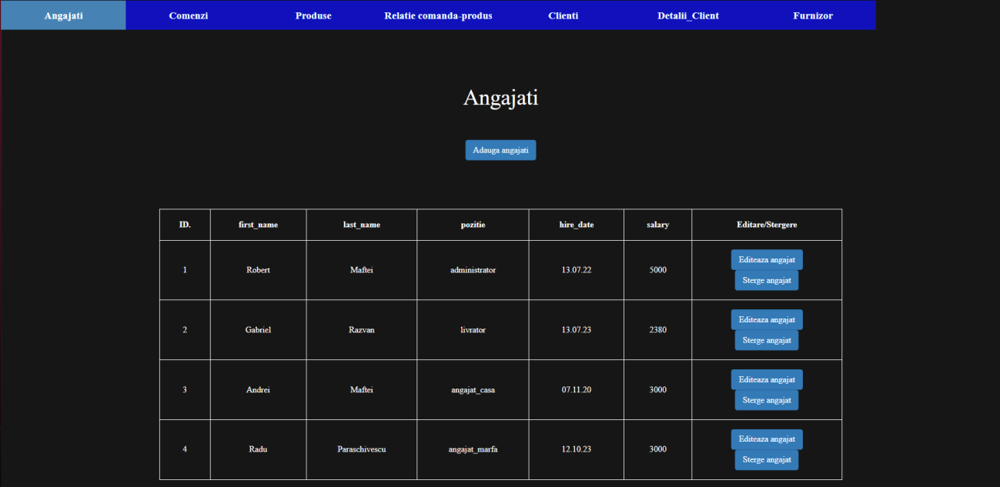 Angajati Comenzi Produse Relatie comanda-produs Clienti Detalii_Client Furnizor
Angajati
Adauga angajati
ID. first_name last_name pozitie hire_date salary Editare/Stergere
1 Robert Maftei administrator 13.07.22 5000 Editeaza angajat
Sterge angajat
2 Gabriel Razvan livrator 13.07.23 2380 Editeaza angajat
Sterge angajat
3 Andrei Maftei angajat_casa 07.11.20 3000 Editeaza angajat
Sterge angajat
4 Radu Paraschivescu angajat_marfa 12.10.23 3000 Editeaza angajat
Sterge angajat